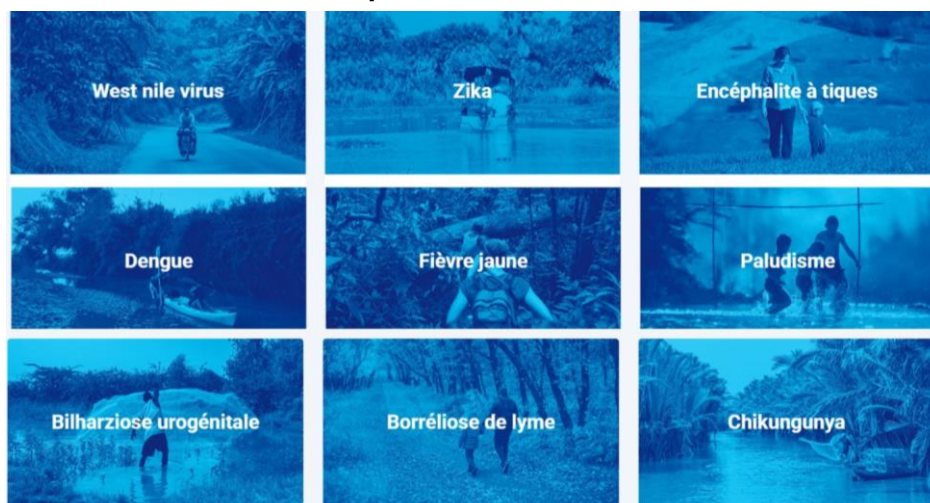 West nile virus
Zika
Encéphalite à tiques
Dengue
Fièvre jaune
Paludisme
Bilharziose urogénitale
Borréliose de lyme
Chikungunya